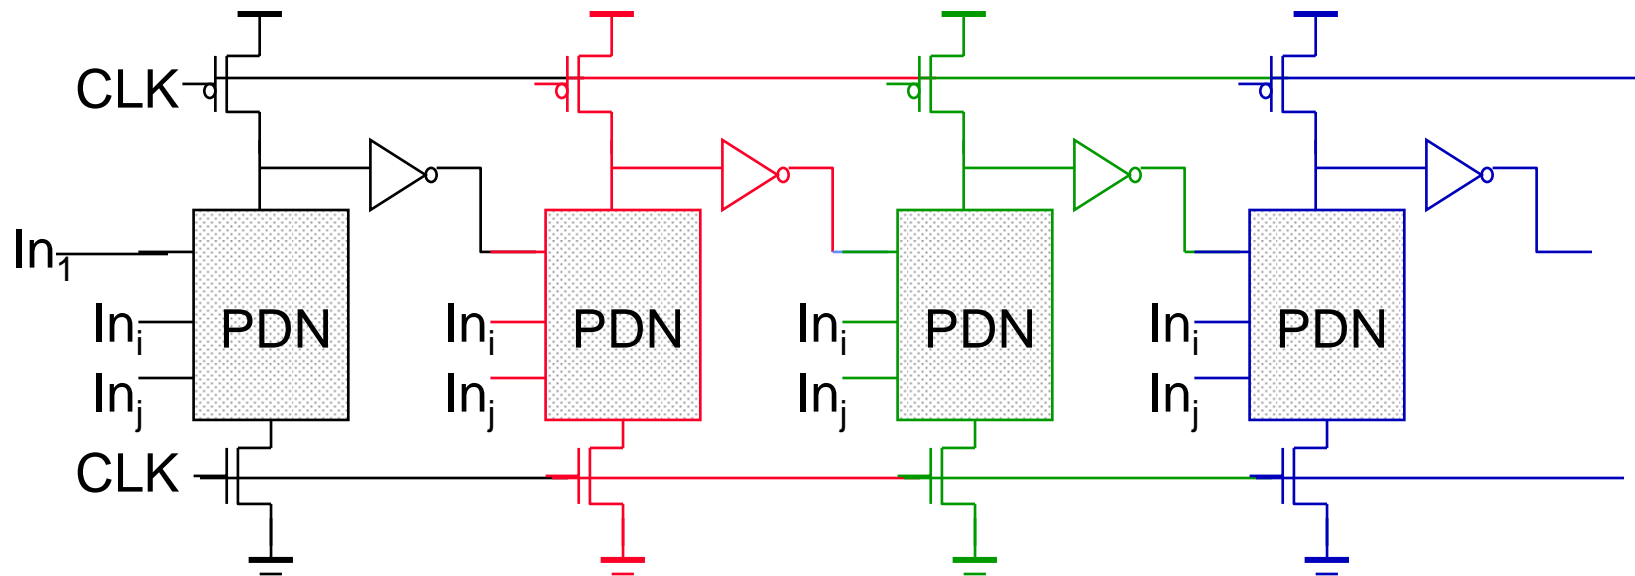 CLK
In1
PDN PDN PDN PDN
Ini Ini Ini Ini
Inj Inj Inj Inj
CLK